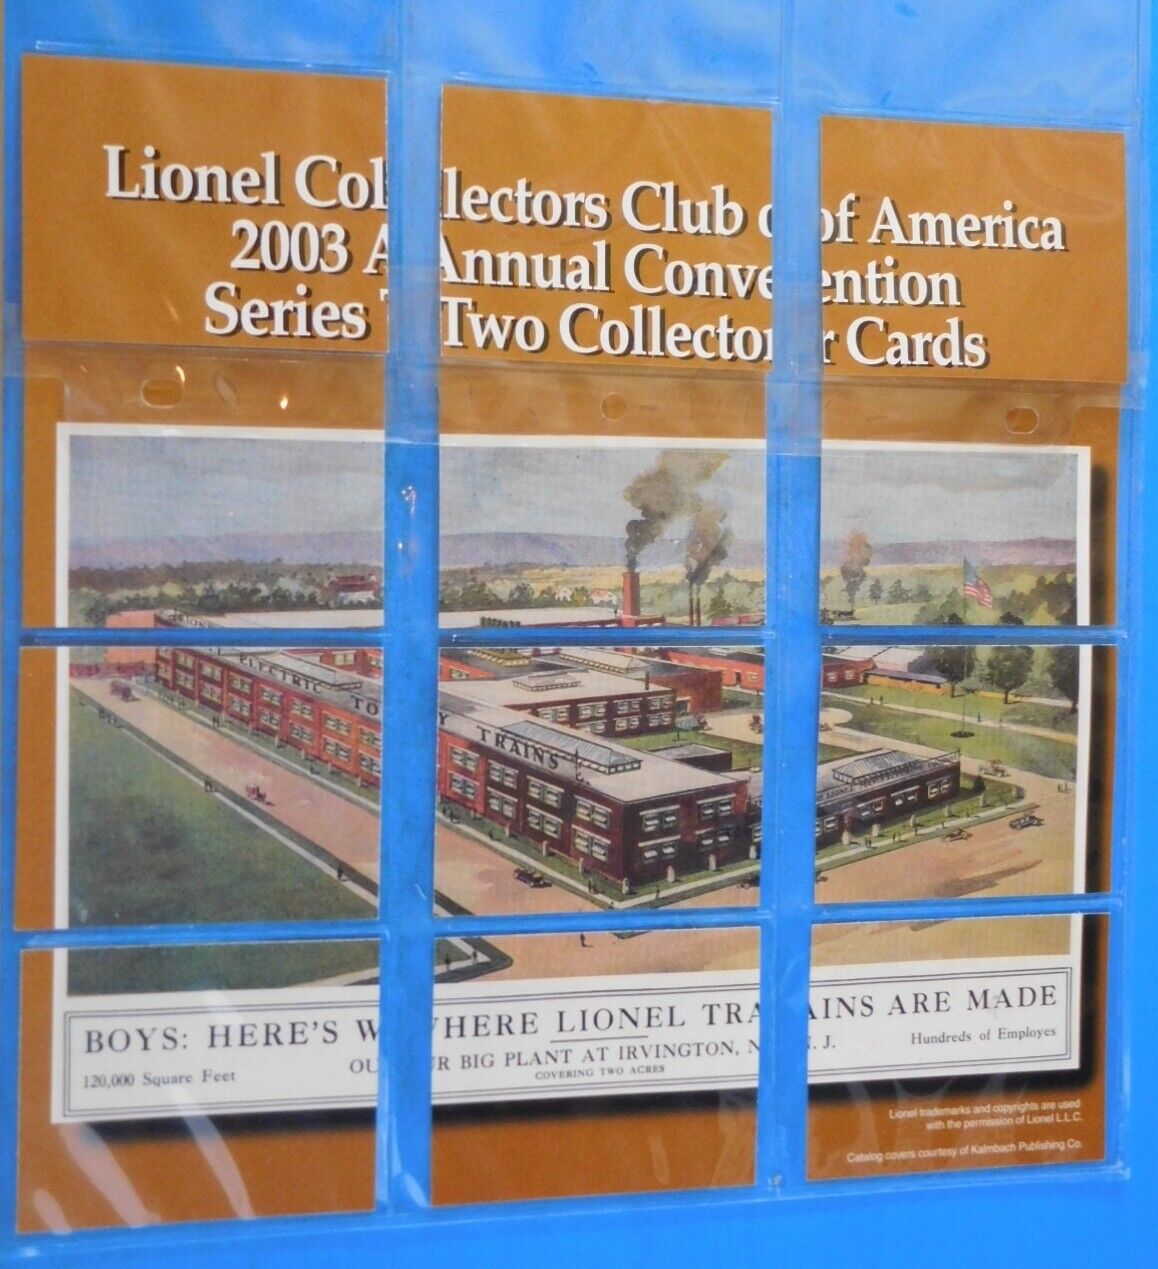 Lionel Collectors Club of America
2003 Annual Convention
Series Two Collector Cards
ELECTRIC TOY TRAINS
BOYS: HERE'S WHERE LIONEL TRAINS ARE MADE
OUR BIG PLANT AT IRVINGTON, N. J.
COVERING TWO ACRES
120,000 Square Feet
Hundreds of Employes
Lionel trademarks and copyrights are used
with the permission of Lionel L.L.C.
Catalog covers courtesy of Kalmbach Publishing Co.